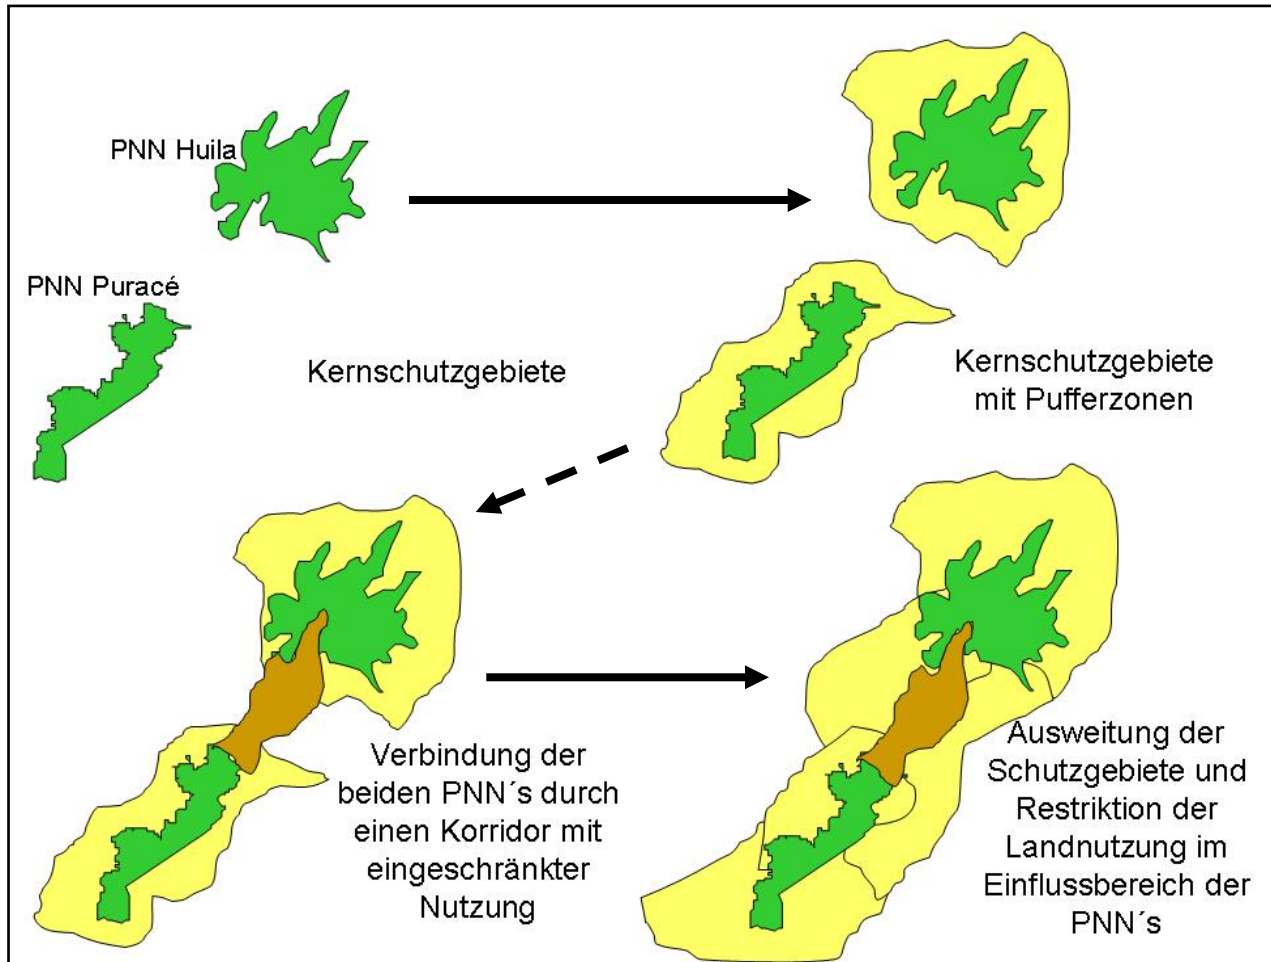 PNN Huila
PNN Puracé
Kernschutzgebiete
Kernschutzgebiete
mit Pufferzonen
Verbindung der
beiden PNN´s durch
einen Korridor mit
eingeschränkter
Nutzung
Ausweitung der
Schutzgebiete und
Restriktion der
Landnutzung im
Einflussbereich der
PNN´s